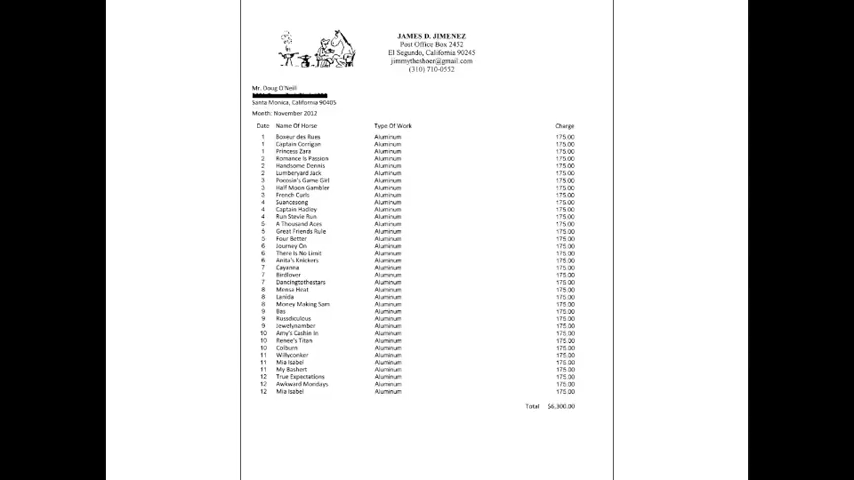 JAMES D. JIMENEZ
Post Office Box 2452
El Segundo, California 90245
jimmytheshoer@gmail.com
(310) 710-0552
Mr. Doug O'Neill
Santa Monica, California 90405
Month: November 2012
Date Name Of Horse Type Of Work Charge
1 Boxeur des Rues Aluminum 175.00
1 Captain Corrigan Aluminum 175.00
1 Princess Zara Aluminum 175.00
2 Romance Is Passion Aluminum 175.00
2 Handsome Dennis Aluminum 175.00
2 Lumberyard Jack Aluminum 175.00
3 Pocosin's Game Girl Aluminum 175.00
3 Half Moon Gambler Aluminum 175.00
3 French Curls Aluminum 175.00
4 Suancesong Aluminum 175.00
4 Captain Hadley Aluminum 175.00
4 Run Stevie Run Aluminum 175.00
5 A Thousand Aces Aluminum 175.00
5 Great Friends Rule Aluminum 175.00
5 Four Better Aluminum 175.00
6 Journey On Aluminum 175.00
6 There Is No Limit Aluminum 175.00
6 Anita's Knickers Aluminum 175.00
7 Cayanna Aluminum 175.00
7 Birdlover Aluminum 175.00
7 Dancingtothestars Aluminum 175.00
8 Mensa Heat Aluminum 175.00
8 Lanida Aluminum 175.00
8 Money Making Sam Aluminum 175.00
9 Bas Aluminum 175.00
9 Russdiculous Aluminum 175.00
9 Jewelynamber Aluminum 175.00
10 Amy's Cashin In Aluminum 175.00
10 Renee's Titan Aluminum 175.00
10 Colburn Aluminum 175.00
11 Willyconker Aluminum 175.00
11 Mia Isabel Aluminum 175.00
11 My Bashert Aluminum 175.00
12 True Expectations Aluminum 175.00
12 Awkward Mondays Aluminum 175.00
12 Mia Isabel Aluminum 175.00
Total $6,300.00